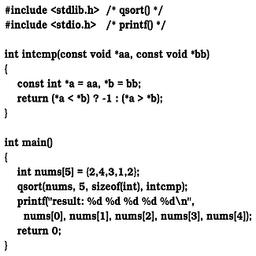 #include <stdlib.h>  /* qsort() */
#include <stdio.h>   /* printf() */

int intcmp(const void *aa, const void *bb)
{
    const int *a = aa, *b = bb;
    return (*a < *b) ? -1 : (*a > *b);
}

int main()
{
    int nums[5] = {2,4,3,1,2};
    qsort(nums, 5, sizeof(int), intcmp);
    printf("result: %d %d %d %d %d\n",
      nums[0], nums[1], nums[2], nums[3], nums[4]);
    return 0;
}